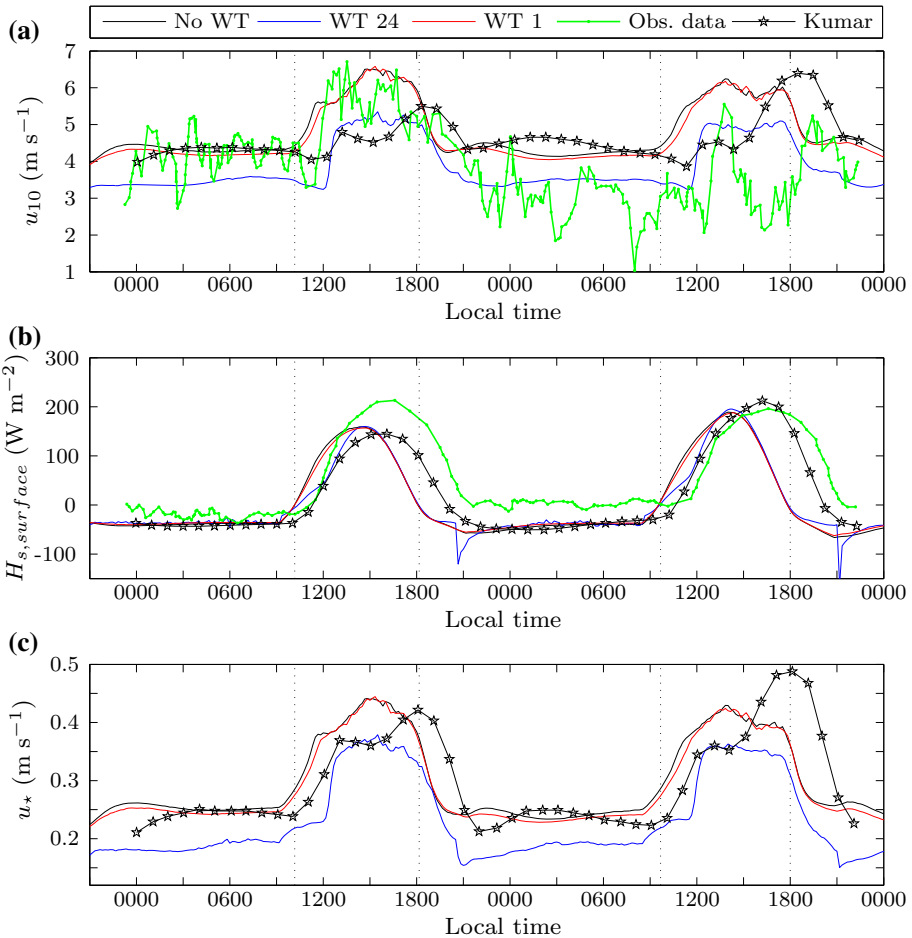 No WT WT 24 WT 1 Obs. data Kumar
(a)
7
6
5
4
3
2
1
u₁₀ (m s⁻¹)
0000 0600 1200 1800 0000 0600 1200 1800 0000
Local time
(b)
300
200
100
0
-100
H_{s,surface} (W m⁻²)
0000 0600 1200 1800 0000 0600 1200 1800 0000
Local time
(c)
0.5
0.4
0.3
0.2
u⋆ (m s⁻¹)
0000 0600 1200 1800 0000 0600 1200 1800 0000
Local time